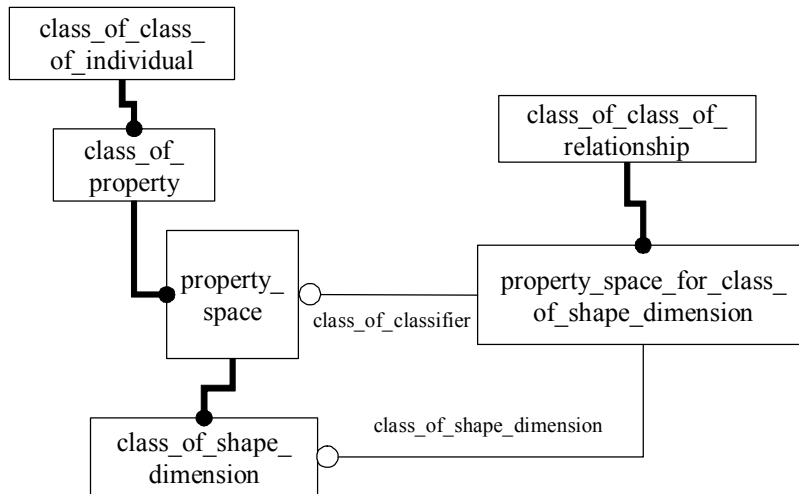 class_of_class_
of_individual
class_of_class_of_
relationship
class_of_
property
property_
space
property_space_for_class_
of_shape_dimension
class_of_classifier
class_of_shape_dimension
class_of_shape_
dimension